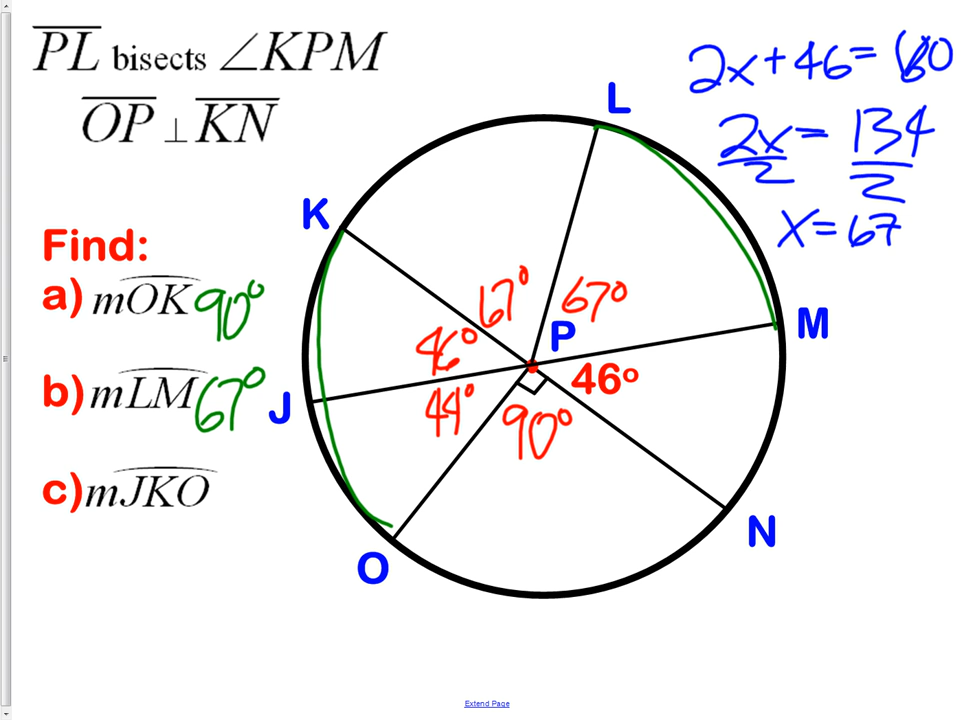 PL bisects ∠KPM
OP ⊥ KN
2x + 46 = 180
2x = 134
2 2
x = 67
L
K
Find:
a) mOK 90°
67° 67°
P
M
46°
46°
b) mLM 67°
J
44°
90°
c) mJKO
N
O
Extend Page